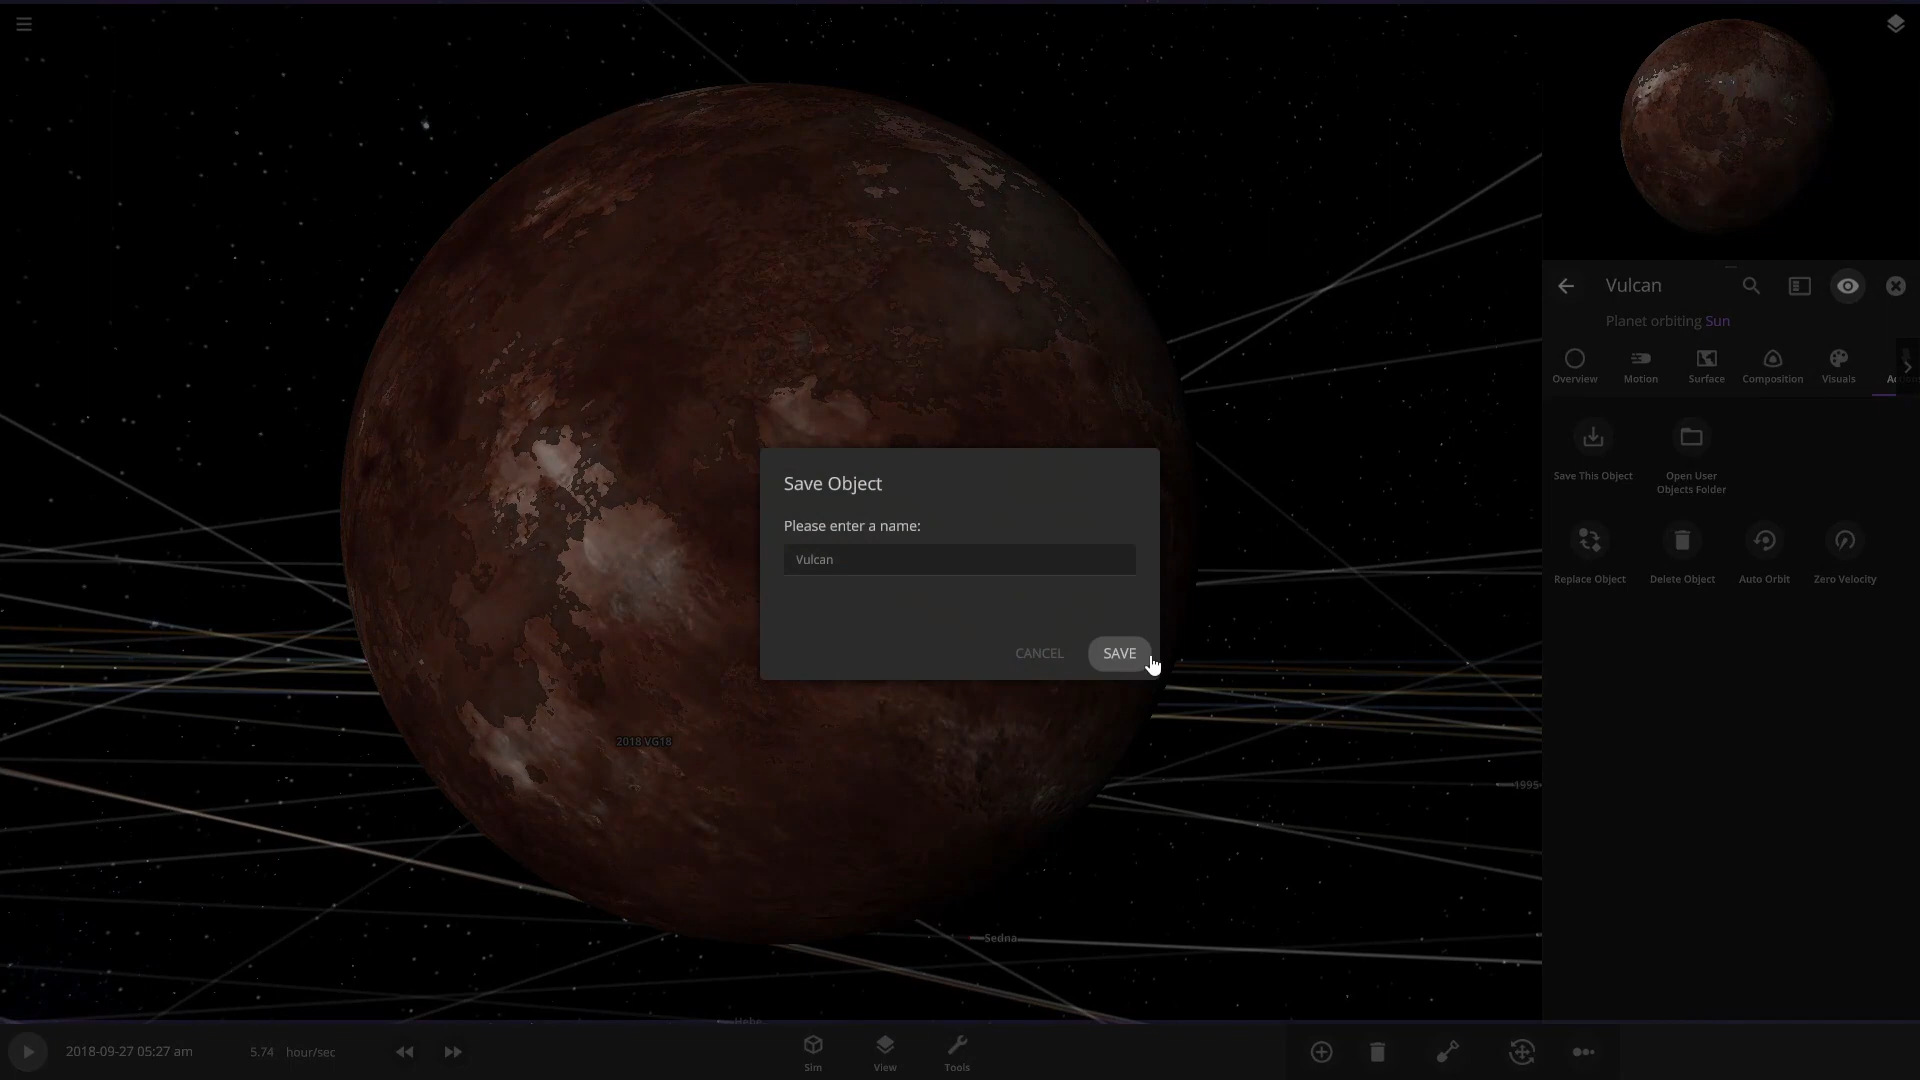 Vulcan
Planet orbiting Sun
Overview
Motion
Surface
Composition
Visuals
Save This Object
Open User
Objects Folder
Replace Object
Delete Object
Auto Orbit
Zero Velocity
Save Object
Please enter a name:
Vulcan
CANCEL
SAVE
2018 VG18
1995
Sedna
Hebe
2018-09-27 05:27 am
5.74 hour/sec
Sim
View
Tools